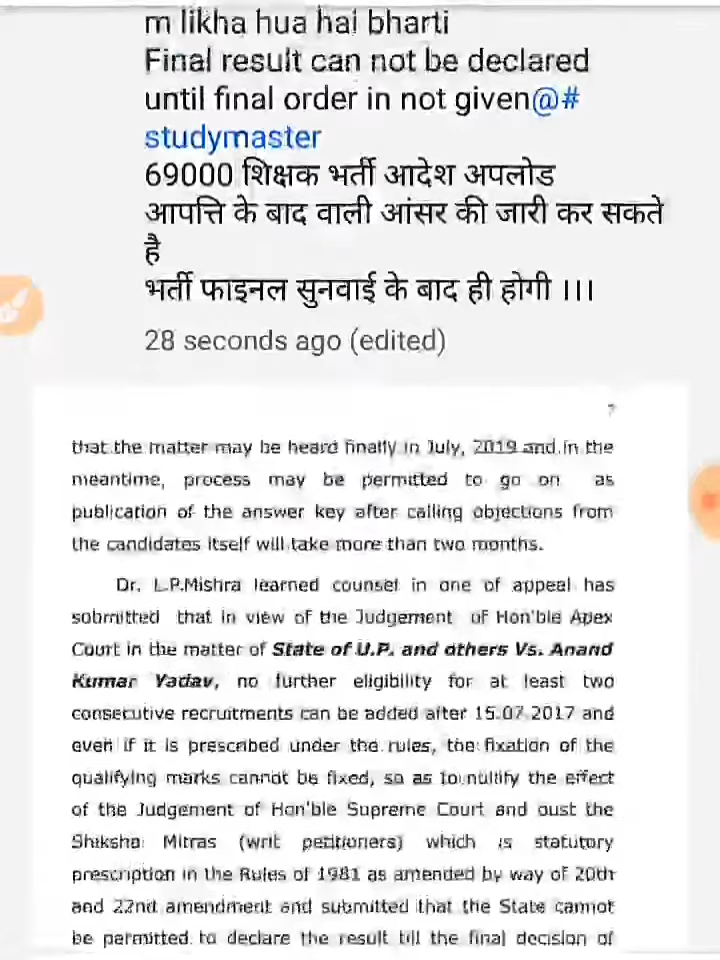 m likha hua hai bharti
Final result can not be declared
until final order in not given@#
studymaster
69000 शिक्षक भर्ती आदेश अपलोड
आपत्ति के बाद वाली आंसर की जारी कर सकते
है
भर्ती फाइनल सुनवाई के बाद ही होगी ।।।
28 seconds ago (edited)
7
that the matter may be heard finally in July, 2019 and in the
meantime, process may be permitted to go on as
publication of the answer key after calling objections from
the candidates itself will take more than two months.
Dr. L.P.Mishra learned counsel in one of appeal has
sobmitted that in view of the Judgement of Hon'ble Apex
Court in the matter of State of U.P. and others Vs. Anand
Kumar Yadav, no further eligibility for at least two
consecutive recruitments can be added after 15.07.2017 and
even if it is prescribed under the rules, the fixation of the
qualifying marks cannot be fixed, so as to nullify the effect
of the Judgement of Hon'ble Supreme Court and oust the
Shiksha Mitras (writ petitioners) which is statutory
prescription in the Rules of 1981 as amended by way of 20th
and 22nd amendment and submitted that the State cannot
be permitted to declare the result till the final decision of